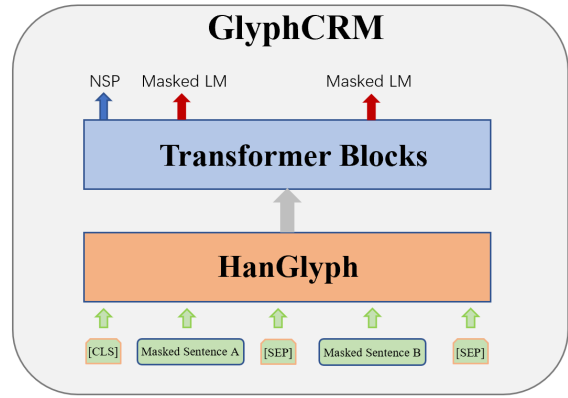 GlyphCRM
NSP Masked LM Masked LM
Transformer Blocks
HanGlyph
[CLS] Masked Sentence A [SEP] Masked Sentence B [SEP]